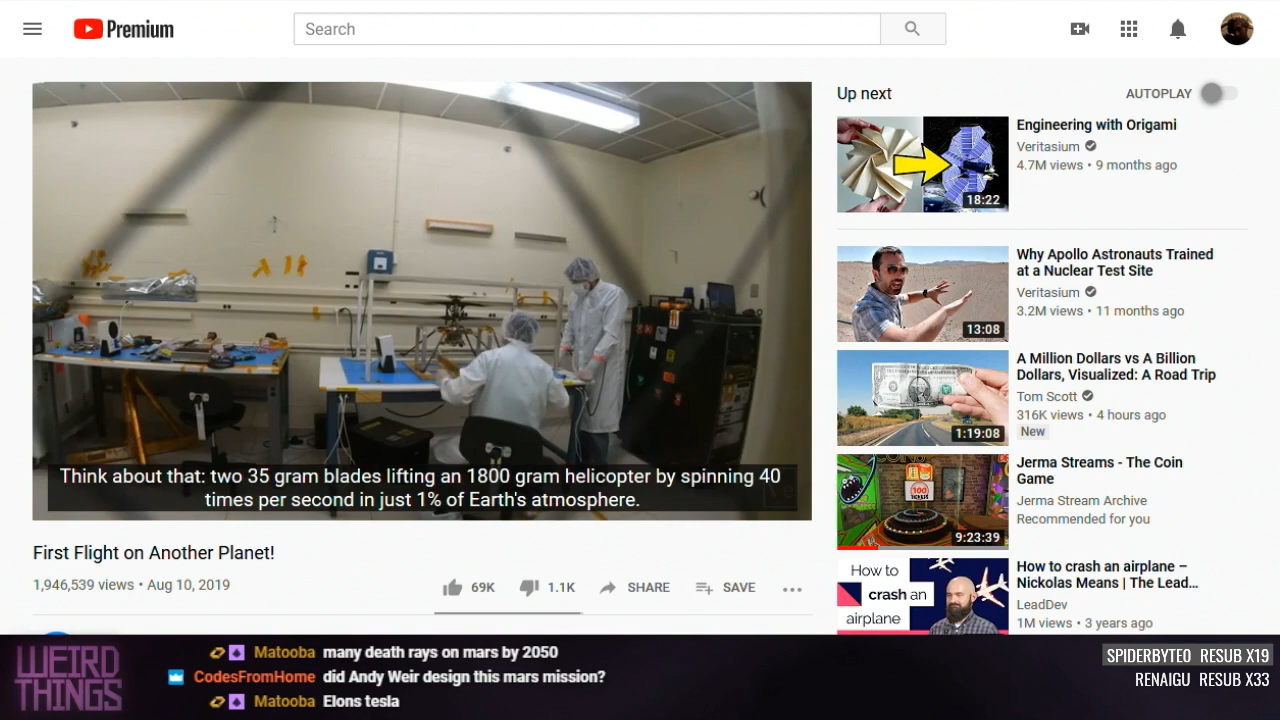 Premium
Search
Think about that: two 35 gram blades lifting an 1800 gram helicopter by spinning 40
times per second in just 1% of Earth's atmosphere.
First Flight on Another Planet!
1,946,539 views • Aug 10, 2019
69K
1.1K
SHARE
SAVE
Up next
AUTOPLAY
18:22
Engineering with Origami
Veritasium
4.7M views • 9 months ago
13:08
Why Apollo Astronauts Trained
at a Nuclear Test Site
Veritasium
3.2M views • 11 months ago
1:19:08
A Million Dollars vs A Billion
Dollars, Visualized: A Road Trip
Tom Scott
316K views • 4 hours ago
New
100
9:23:39
Jerma Streams - The Coin
Game
Jerma Stream Archive
Recommended for you
How to
crash an
airplane
How to crash an airplane –
Nickolas Means | The Lead...
LeadDev
1M views • 3 years ago
WEIRD
THINGS
Matooba many death rays on mars by 2050
CodesFromHome did Andy Weir design this mars mission?
Matooba Elons tesla
SPIDERBYTE0 RESUB X19
RENAIGU RESUB X33